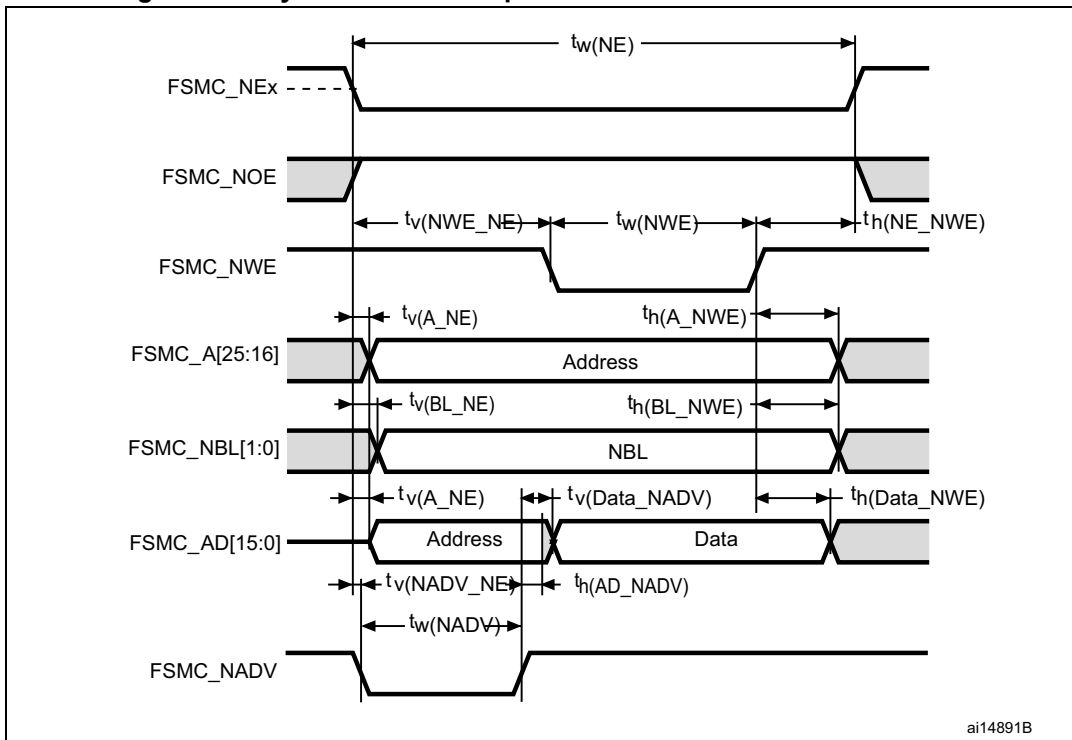 tw(NE)
FSMC_NEx
FSMC_NOE
tv(NWE_NE) tw(NWE) th(NE_NWE)
FSMC_NWE
tv(A_NE) th(A_NWE)
FSMC_A[25:16] Address
tv(BL_NE) th(BL_NWE)
FSMC_NBL[1:0] NBL
tv(A_NE) tv(Data_NADV) th(Data_NWE)
FSMC_AD[15:0] Address Data
tv(NADV_NE) th(AD_NADV)
tw(NADV)
FSMC_NADV
ai14891B